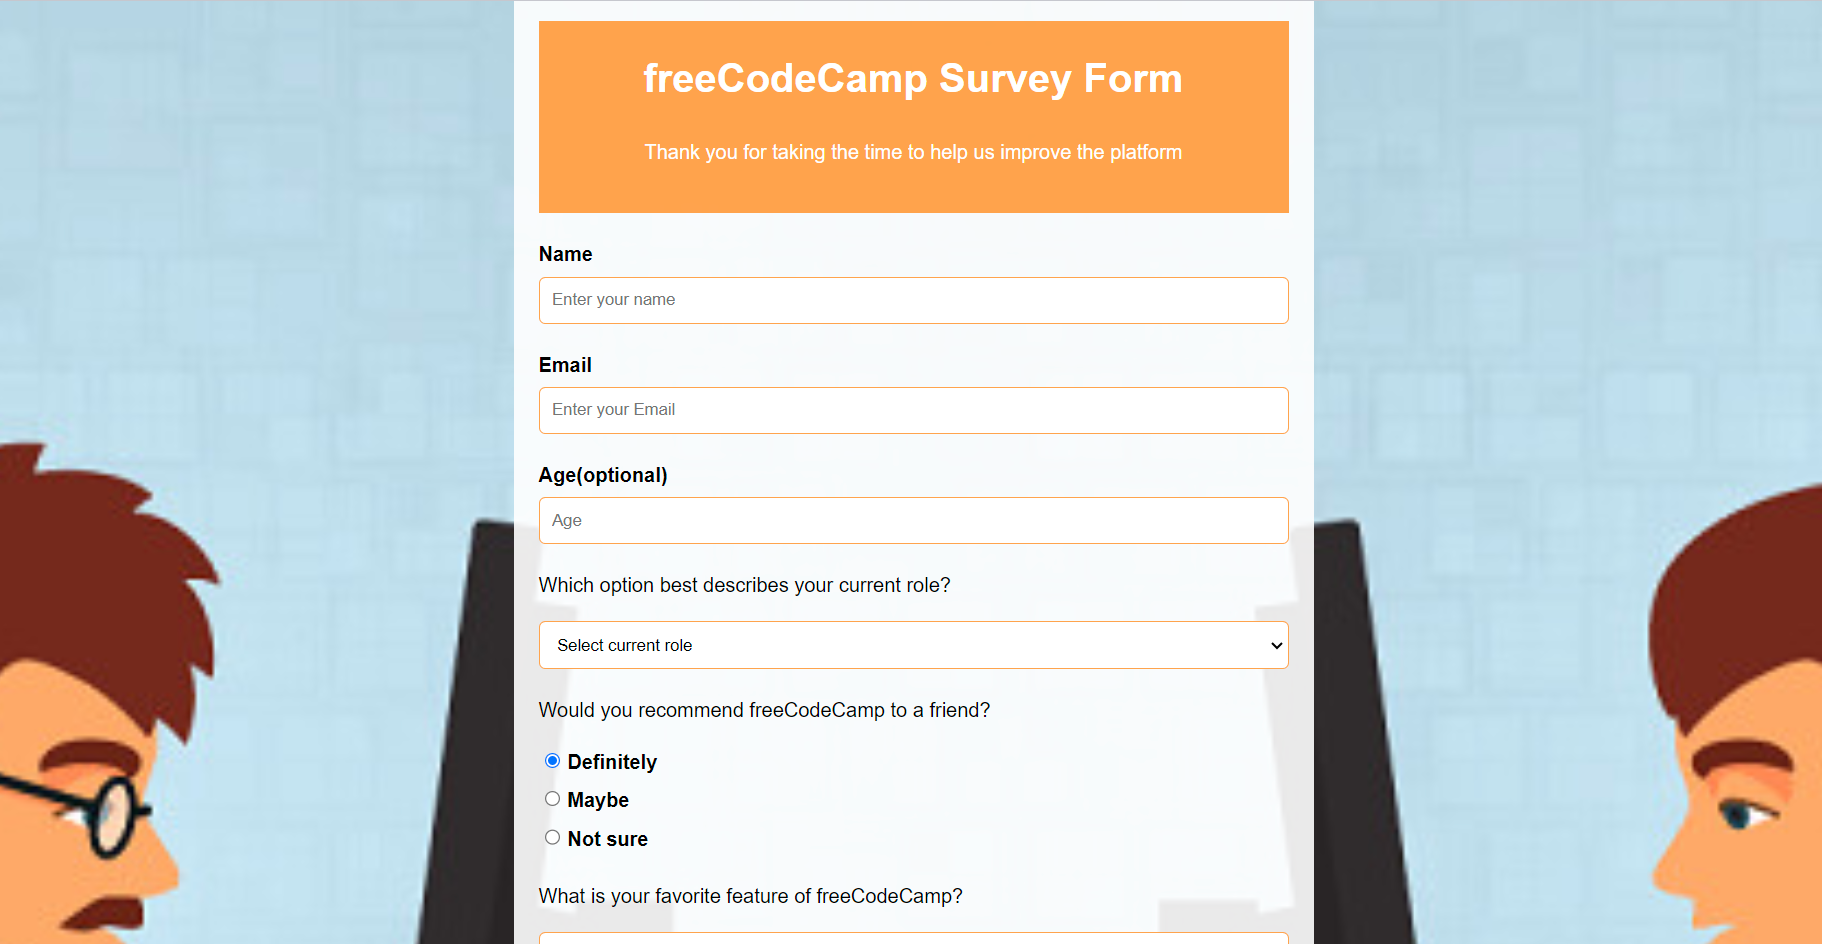 freeCodeCamp Survey Form
Thank you for taking the time to help us improve the platform
Name
Enter your name
Email
Enter your Email
Age(optional)
Age
Which option best describes your current role?
Select current role
Would you recommend freeCodeCamp to a friend?
Definitely
Maybe
Not sure
What is your favorite feature of freeCodeCamp?